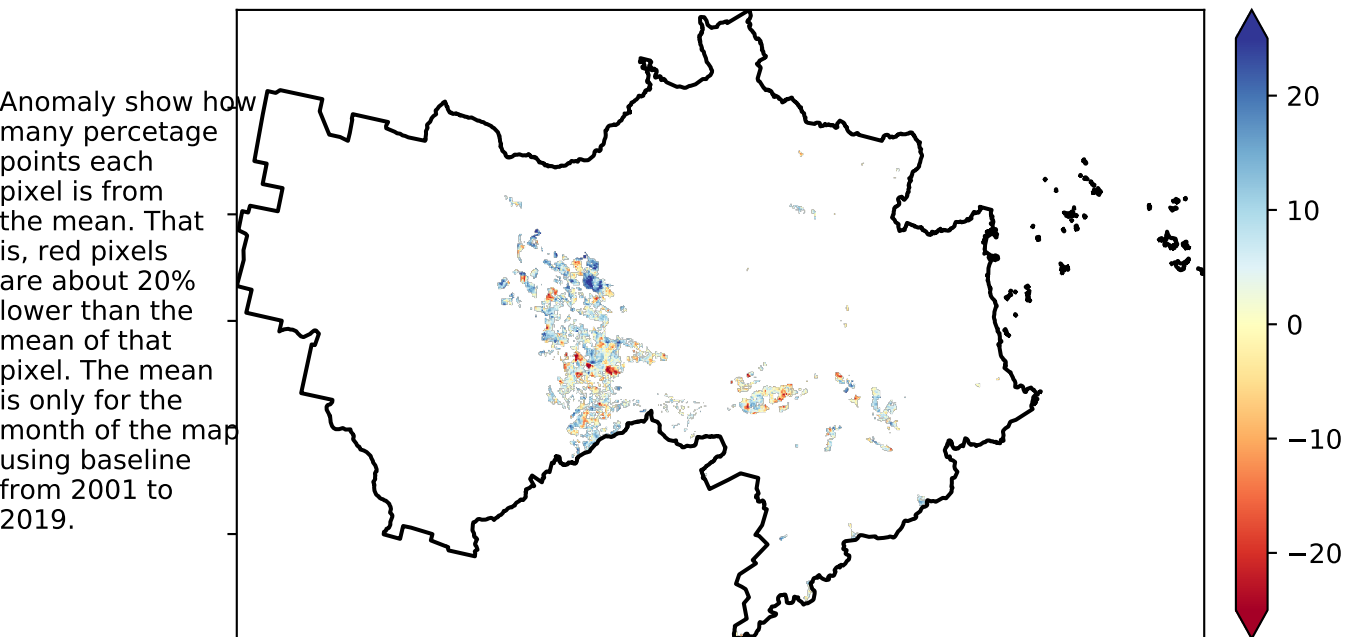 Anomaly show how
many percetage
points each
pixel is from
the mean. That
is, red pixels
are about 20%
lower than the
mean of that
pixel. The mean
is only for the
month of the map
using baseline
from 2001 to
2019.
20
10
0
−10
−20